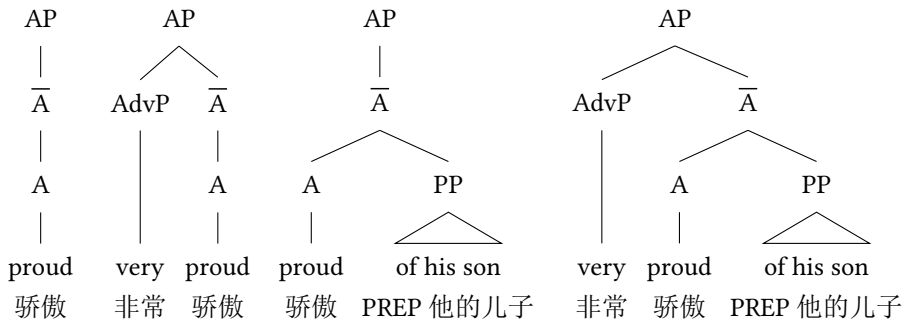 AP AP AP AP
A̅ AdvP A̅ A̅ AdvP A̅
A A A PP A PP
proud very proud proud of his son very proud of his son
骄傲 非常 骄傲 骄傲 PREP 他的儿子 非常 骄傲 PREP 他的儿子